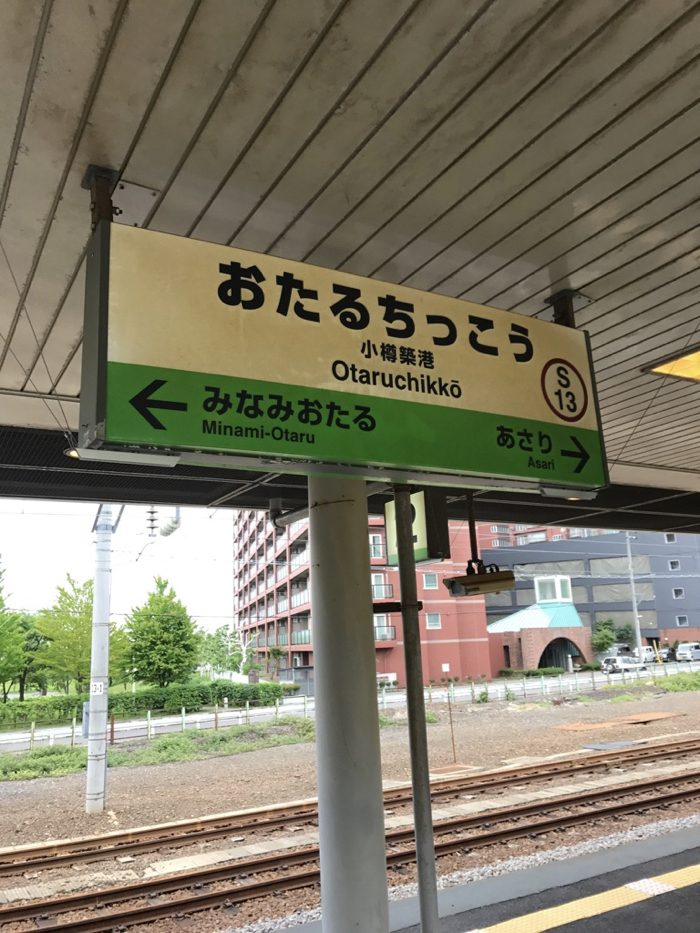 おたるちっこう
小樽築港
Otaruchikkō
S
13
← みなみおたる
Minami-Otaru
あさり →
Asari
2